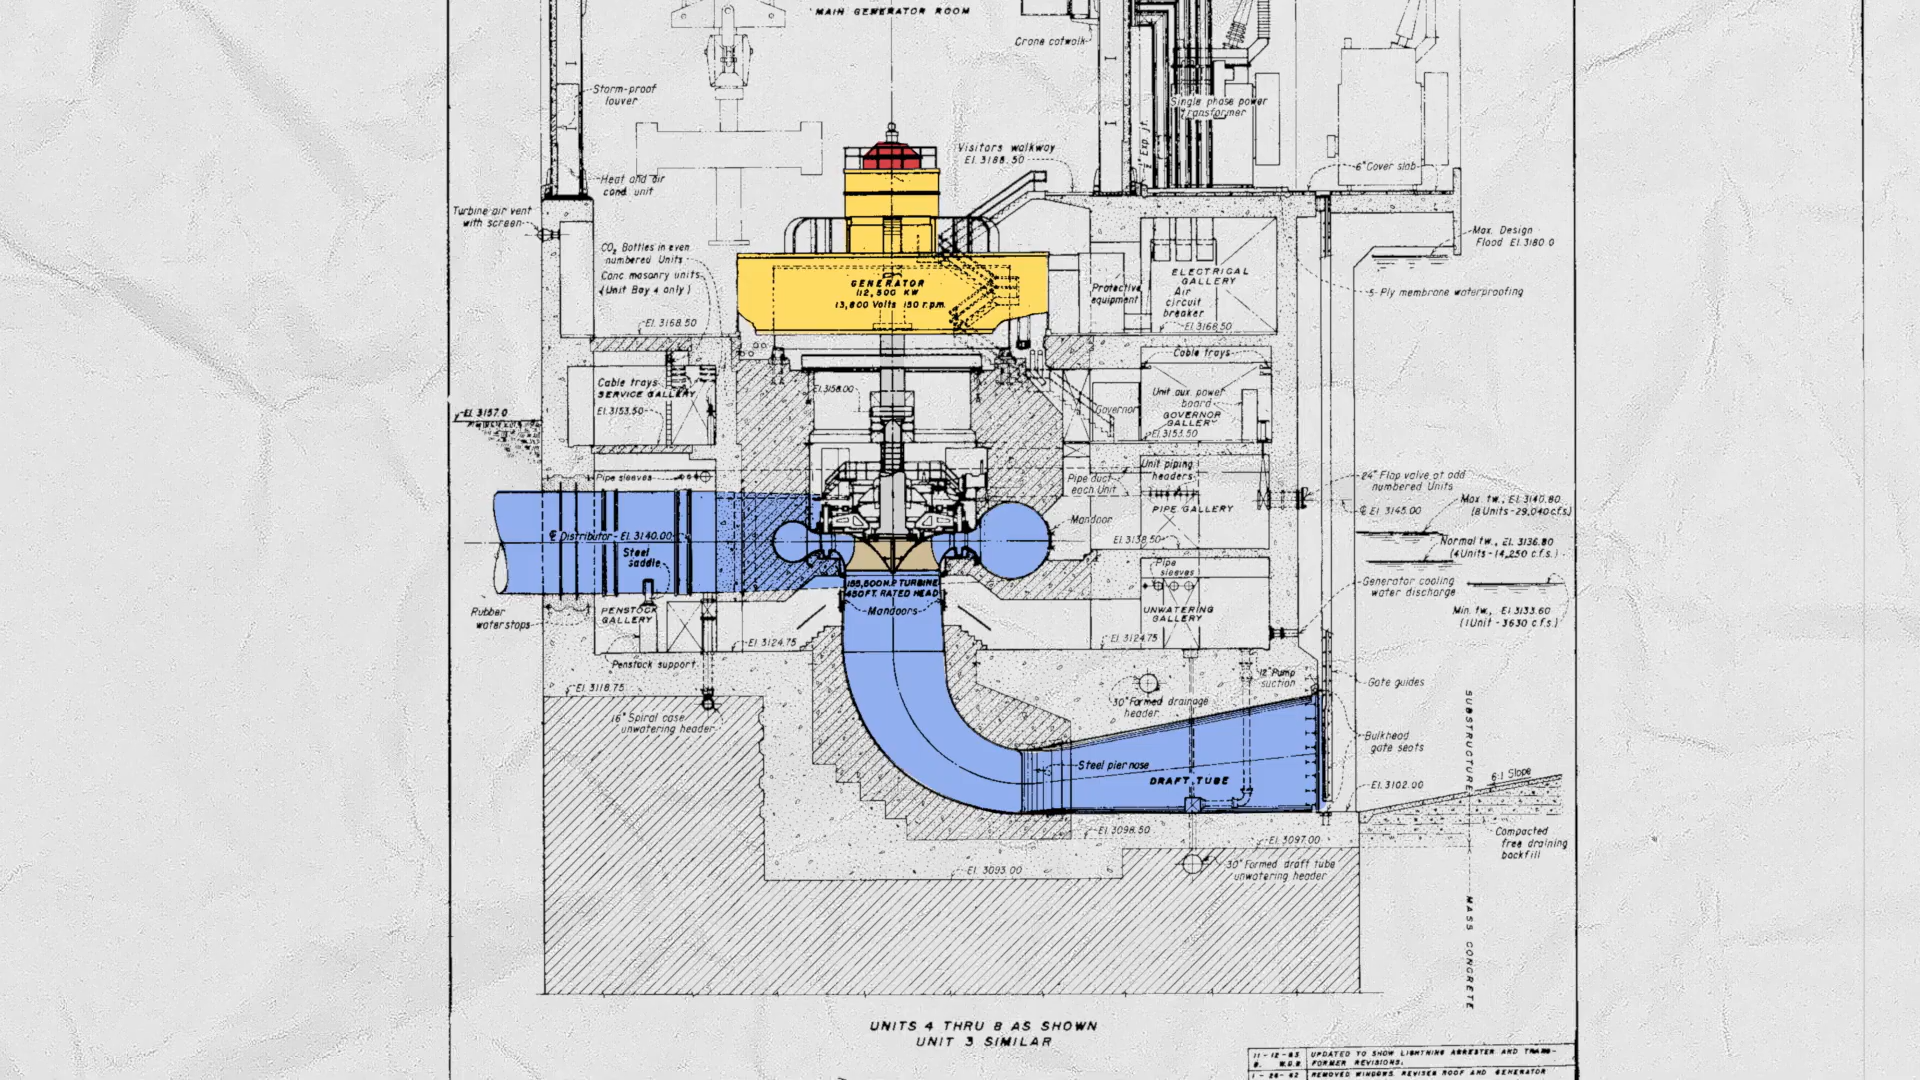 MAIN GENERATOR ROOM
Crane catwalk
Storm-proof
louver
Single phase power
transformer
Exp. jt.
Visitors walkway
El. 3188.50
6" Cover slab
Heat and air
cond. unit
Turbine air vent
with screen
Max. Design
Flood El. 3180.0
CO2 Bottles in even
numbered Units
Conc masonry units
(Unit Bay 4 only)
GENERATOR
112,500 KW
13,800 Volts 150 r.p.m.
Protective
equipment
ELECTRICAL
GALLERY
Air
circuit
breaker
5-Ply membrane waterproofing
El. 3168.50
El. 3168.50
Cable trays
Cable trays
SERVICE GALLERY
El. 3153.50
El. 3158.00
Unit aux. power
board
Governor
GOVERNOR
GALLERY
El. 3153.50
El. 3157.0
Pipe sleeves
Unit piping
headers
Pipe duct
each Unit
PIPE GALLERY
24" Flap valve at odd
numbered Units
Max. tw., El. 3140.80
(8 Units - 29,040 c.f.s.)
℄ El. 3145.00
Mandoor
El. 3138.50
℄ Distributor - El. 3140.00
Steel
saddle
Normal tw., El. 3136.80
(4 Units - 14,250 c.f.s.)
Pipe
sleeves
155,500 H.P. TURBINE
450 FT. RATED HEAD
Mandoors
Generator cooling
water discharge
Rubber
waterstops
PENSTOCK
GALLERY
UNWATERING
GALLERY
Min. tw., El 3133.60
(1 Unit - 3630 c.f.s.)
El. 3124.75
El. 3124.75
Penstock support
12" Pump
suction
Gate guides
El. 3118.75
30" Formed drainage
header
16" Spiral case
unwatering header
Bulkhead
gate seats
Steel pier nose
DRAFT TUBE
6:1 Slope
El. 3102.00
SUBSTRUCTURE
MASS CONCRETE
El. 3098.50
El. 3097.00
Compacted
free draining
backfill
El. 3093.00
30" Formed draft tube
unwatering header
UNITS 4 THRU 8 AS SHOWN
UNIT 3 SIMILAR
UPDATED TO SHOW LIGHTNING ARRESTER AND TRANS-
FORMER REVISIONS.
REMOVED WINDOWS. REVISED ROOF AND GENERATOR